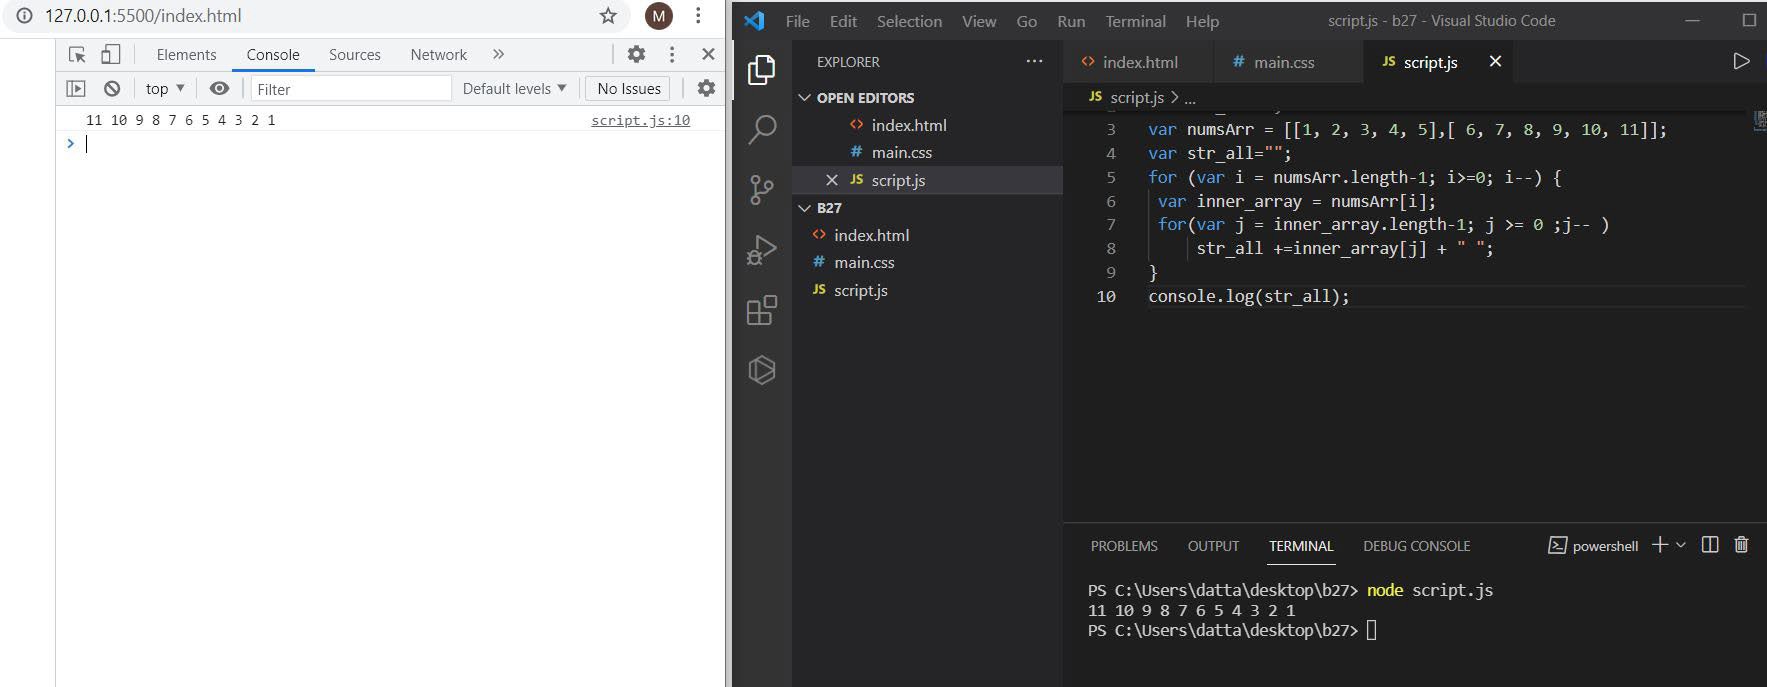 127.0.0.1:5500/index.html
M
Elements Console Sources Network
top Filter Default levels No Issues
11 10 9 8 7 6 5 4 3 2 1 script.js:10
>
File Edit Selection View Go Run Terminal Help script.js - b27 - Visual Studio Code
EXPLORER
OPEN EDITORS
<> index.html
# main.css
JS script.js
B27
<> index.html
# main.css
JS script.js
<> index.html # main.css JS script.js
JS script.js > ...
3 var numsArr = [[1, 2, 3, 4, 5],[ 6, 7, 8, 9, 10, 11]];
4 var str_all="";
5 for (var i = numsArr.length-1; i>=0; i--) {
6 var inner_array = numsArr[i];
7 for(var j = inner_array.length-1; j >= 0 ;j-- )
8 str_all +=inner_array[j] + " ";
9 }
10 console.log(str_all);
PROBLEMS OUTPUT TERMINAL DEBUG CONSOLE powershell
PS C:\Users\datta\desktop\b27> node script.js
11 10 9 8 7 6 5 4 3 2 1
PS C:\Users\datta\desktop\b27>